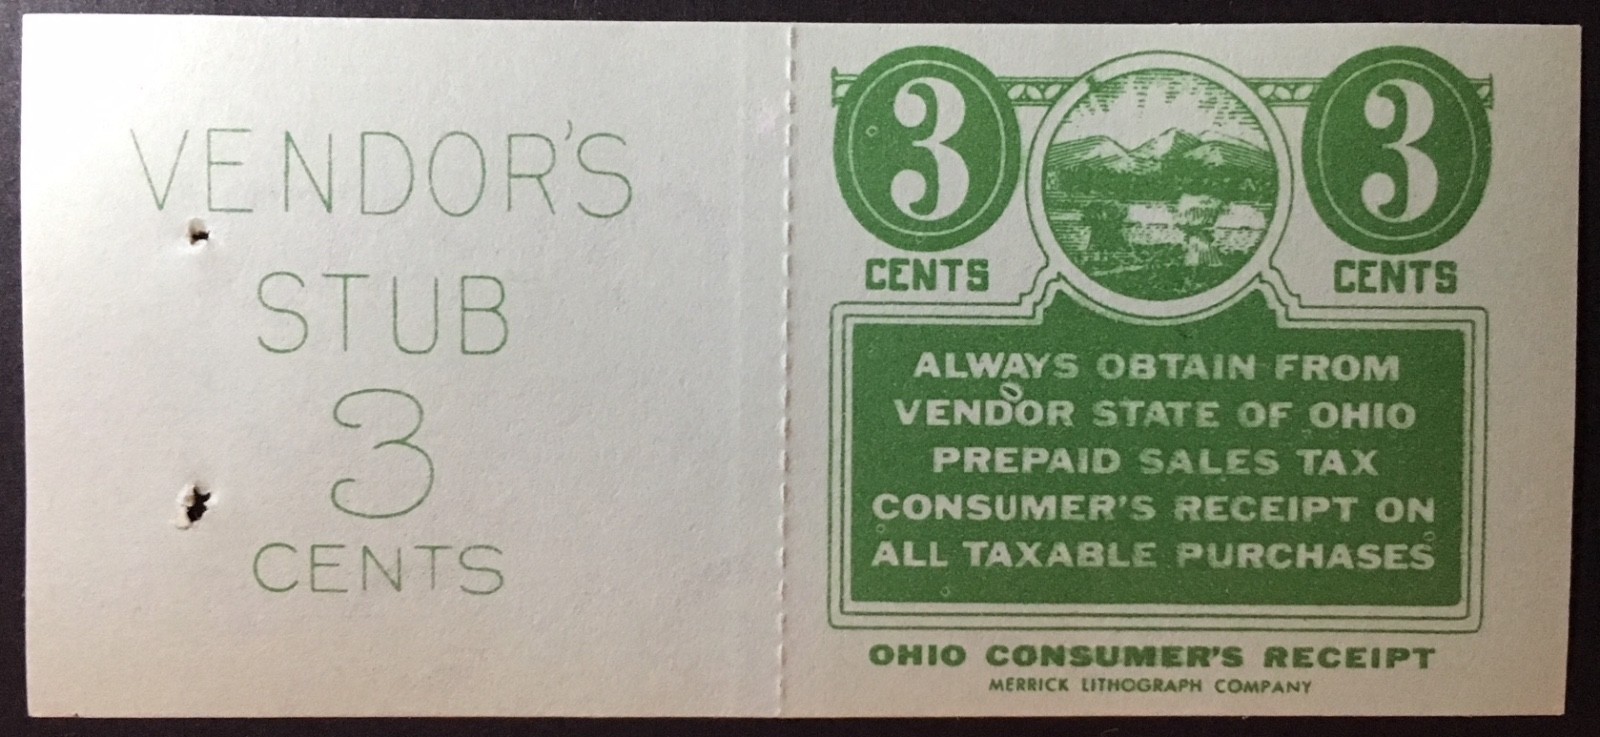 VENDOR'S
STUB
3
CENTS
3
3
CENTS
CENTS
ALWAYS OBTAIN FROM
VENDOR STATE OF OHIO
PREPAID SALES TAX
CONSUMER'S RECEIPT ON
ALL TAXABLE PURCHASES
OHIO CONSUMER'S RECEIPT
MERRICK LITHOGRAPH COMPANY